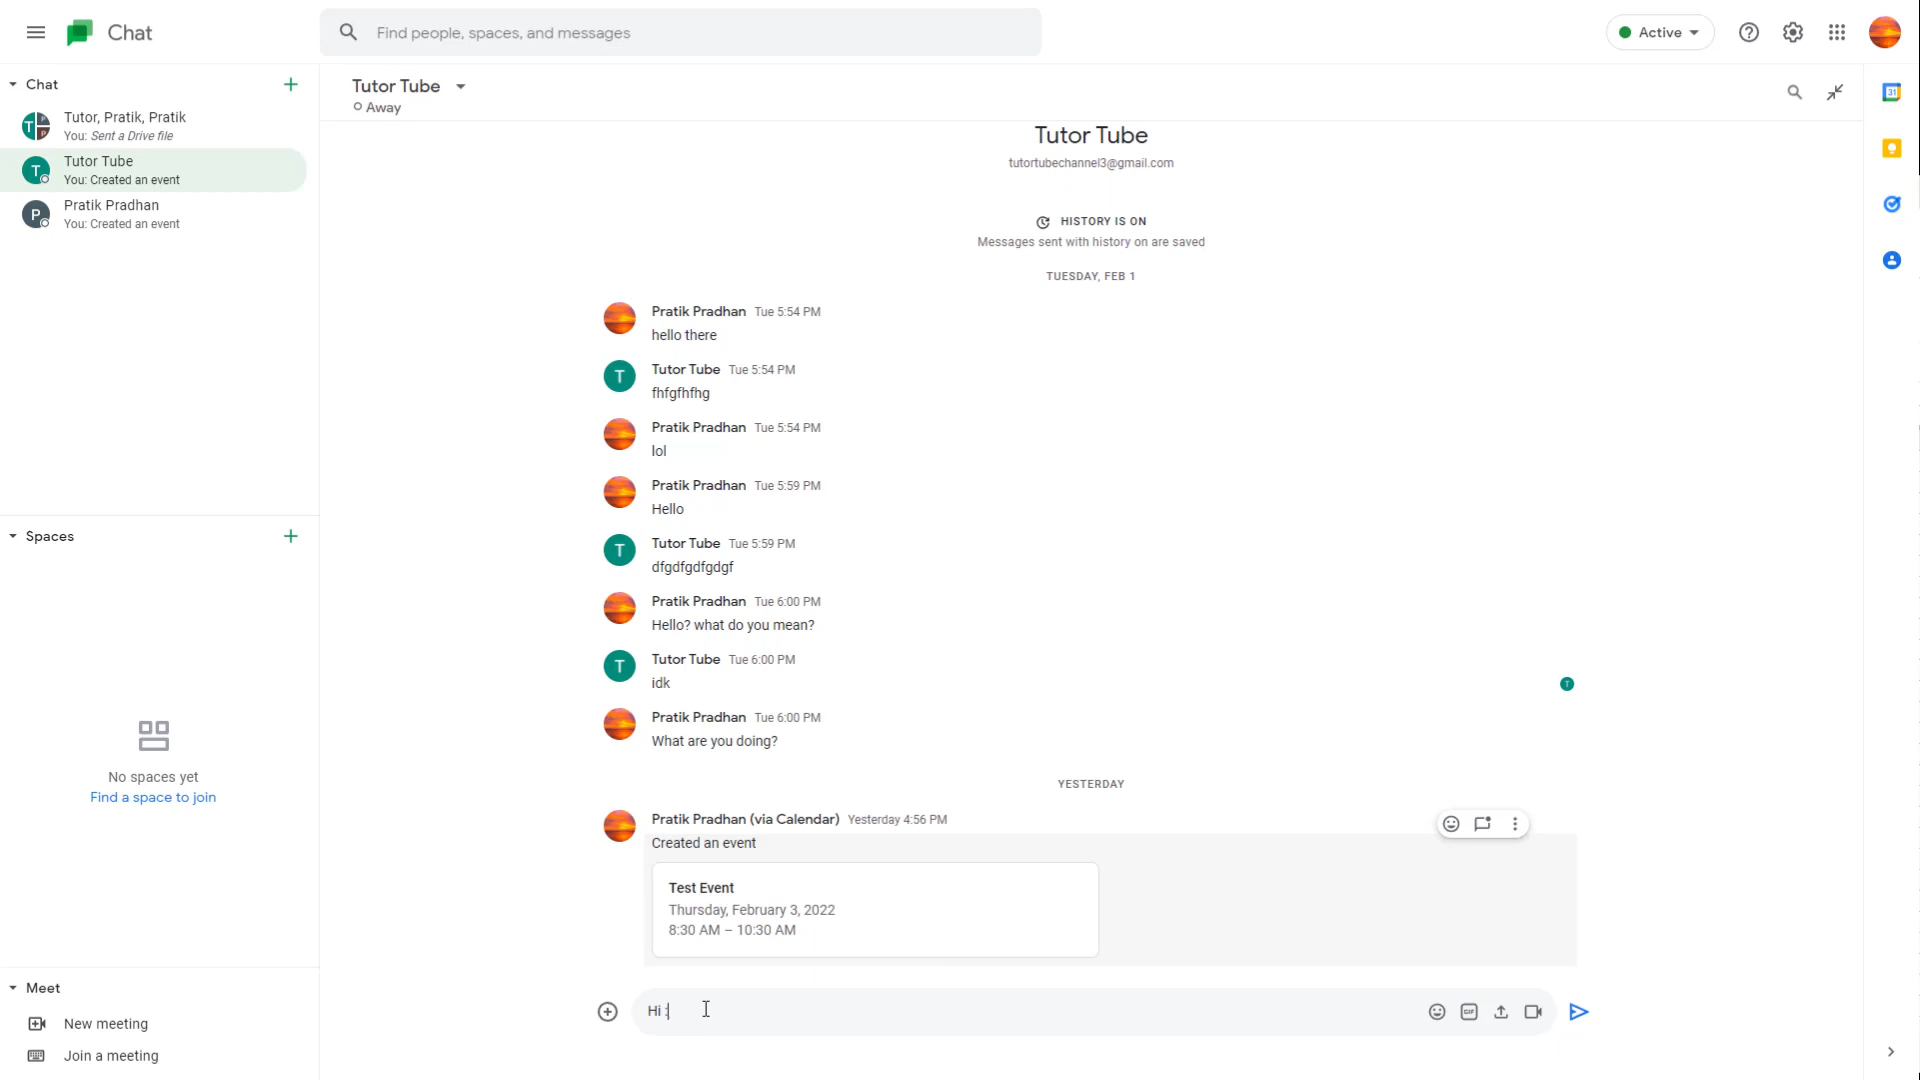 Chat
Find people, spaces, and messages
Active
Chat
Tutor, Pratik, Pratik
You: Sent a Drive file
T
Tutor Tube
You: Created an event
P
Pratik Pradhan
You: Created an event
Spaces
No spaces yet
Find a space to join
Meet
New meeting
Join a meeting
Tutor Tube
Away
Tutor Tube
tutortubechannel3@gmail.com
HISTORY IS ON
Messages sent with history on are saved
TUESDAY, FEB 1
Pratik Pradhan Tue 5:54 PM
hello there
T
Tutor Tube Tue 5:54 PM
fhfgfhfhg
Pratik Pradhan Tue 5:54 PM
lol
Pratik Pradhan Tue 5:59 PM
Hello
T
Tutor Tube Tue 5:59 PM
dfgdfgdfgdgf
Pratik Pradhan Tue 6:00 PM
Hello? what do you mean?
T
Tutor Tube Tue 6:00 PM
idk
Pratik Pradhan Tue 6:00 PM
What are you doing?
YESTERDAY
Pratik Pradhan (via Calendar) Yesterday 4:56 PM
Created an event
Test Event
Thursday, February 3, 2022
8:30 AM – 10:30 AM
Hi :
GIF
31